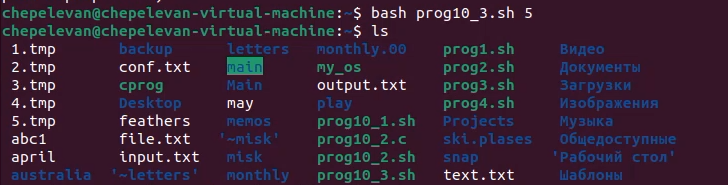 chepelevan@chepelevan-virtual-machine:~$ bash prog10_3.sh 5
chepelevan@chepelevan-virtual-machine:~$ ls
1.tmp backup letters monthly.00 prog1.sh Видео
2.tmp conf.txt main my_os prog2.sh Документы
3.tmp cprog Main output.txt prog3.sh Загрузки
4.tmp Desktop may play prog4.sh Изображения
5.tmp feathers memos prog10_1.sh Projects Музыка
abc1 file.txt '~misk' prog10_2.c ski.plases Общедоступные
april input.txt misk prog10_2.sh snap 'Рабочий стол'
australia '~letters' monthly prog10_3.sh text.txt Шаблоны